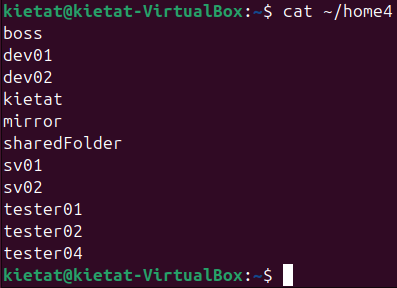 kietat@kietat-VirtualBox:~$ cat ~/home4
boss
dev01
dev02
kietat
mirror
sharedFolder
sv01
sv02
tester01
tester02
tester04
kietat@kietat-VirtualBox:~$